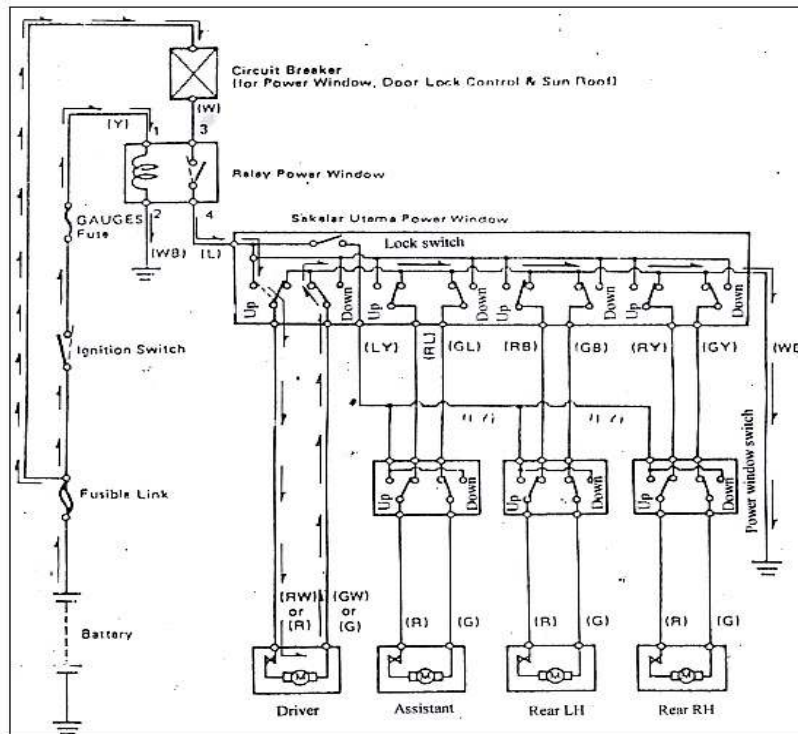 Circuit Breaker
(for Power Window, Door Lock Control & Sun Roof)
(W)
(Y)
1
3
Relay Power Window
2
4
GAUGES
Fuse
(WB)
(L)
Sakelar Utama Power Window
Lock switch
Up
Down
Up
Down
Up
Down
Up
Down
Ignition Switch
(LY)
(RL)
(GL)
(RB)
(GB)
(RY)
(GY)
Power window switch
Fusible Link
Up
Down
Up
Down
Up
Down
(RW)
or
(R)
(GW)
or
(G)
(R)
(G)
(R)
(G)
(R)
(G)
Battery
M
M
M
M
Driver
Assistant
Rear LH
Rear RH